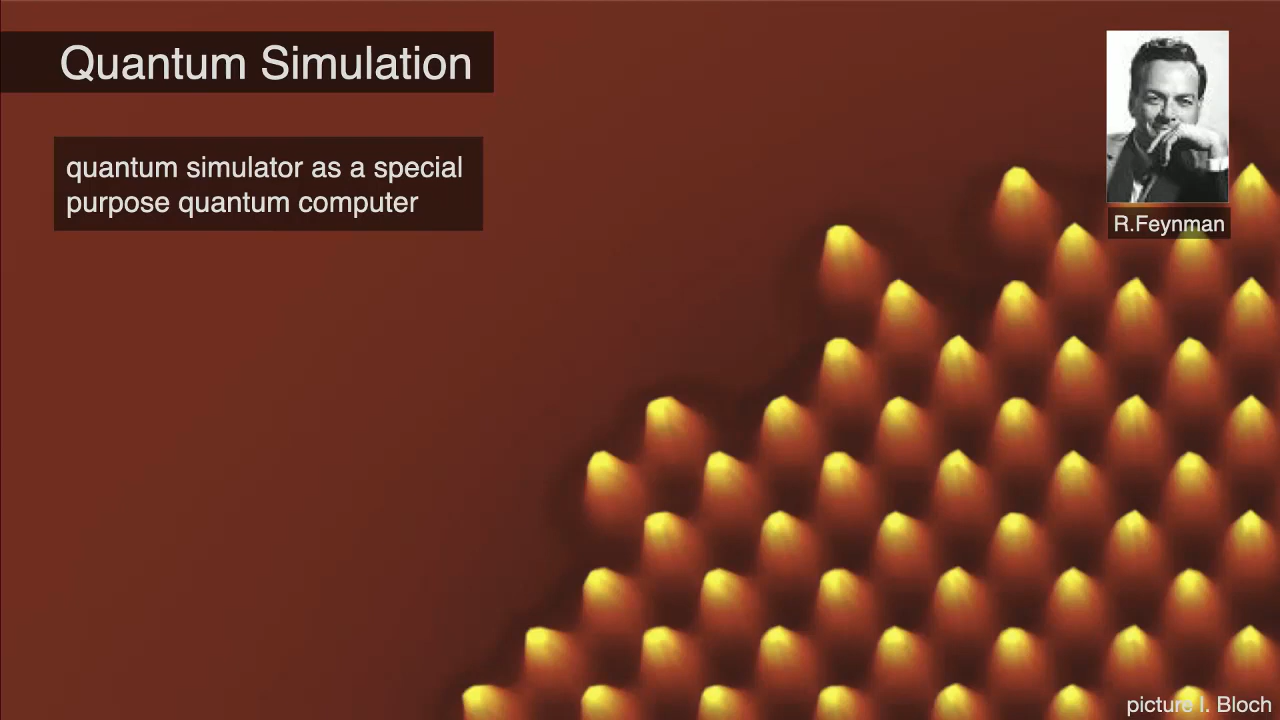 Quantum Simulation
quantum simulator as a special
purpose quantum computer
R.Feynman
picture I. Bloch